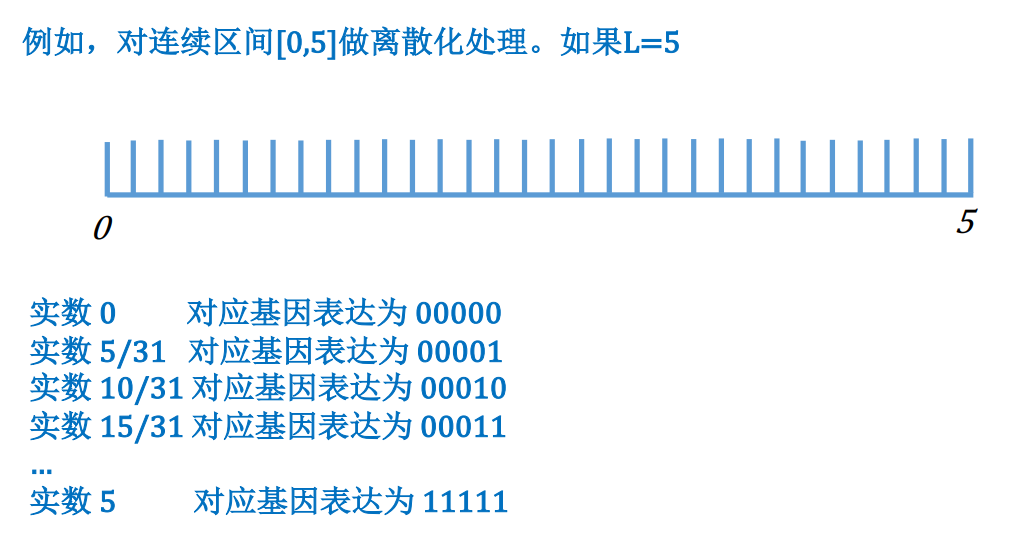 例如，对连续区间[0,5]做离散化处理。如果L=5
0
5
实数 0 对应基因表达为 00000
实数 5/31 对应基因表达为 00001
实数 10/31 对应基因表达为 00010
实数 15/31 对应基因表达为 00011
...
实数 5 对应基因表达为 11111